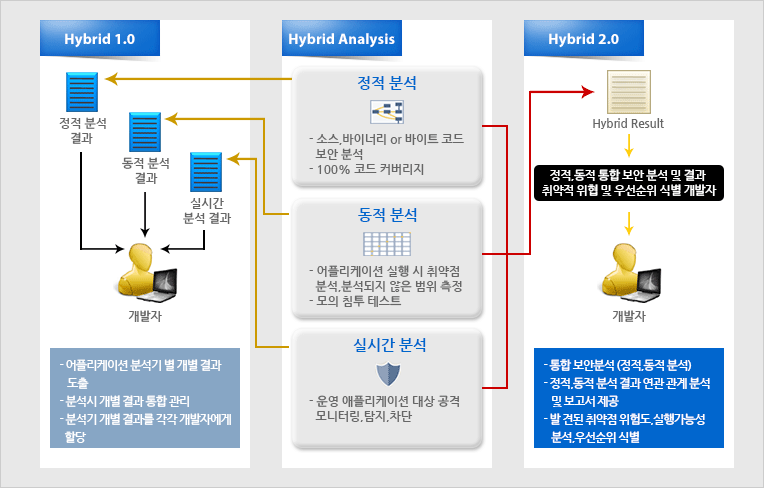 Hybrid 1.0
정적 분석
결과
동적 분석
결과
실시간
분석 결과
개발자
- 어플리케이션 분석기 별 개별 결과
도출
- 분석시 개별 결과 통합 관리
- 분석기 개별 결과를 각각 개발자에게
할당
Hybrid Analysis
정적 분석
- 소스,바이너리 or 바이트 코드
보안 분석
- 100% 코드 커버리지
동적 분석
- 어플리케이션 실행 시 취약점
분석,분석되지 않은 범위 측정
- 모의 침투 테스트
실시간 분석
- 운영 애플리케이션 대상 공격
모니터링,탐지,차단
Hybrid 2.0
Hybrid Result
정적,동적 통합 보안 분석 및 결과
취약적 위협 및 우선순위 식별 개발자
개발자
- 통합 보안분석 (정적,동적 분석)
- 정적,동적 분석 결과 연관 관계 분석
및 보고서 제공
- 발 견된 취약점 위험도,실행가능성
분석,우선순위 식별